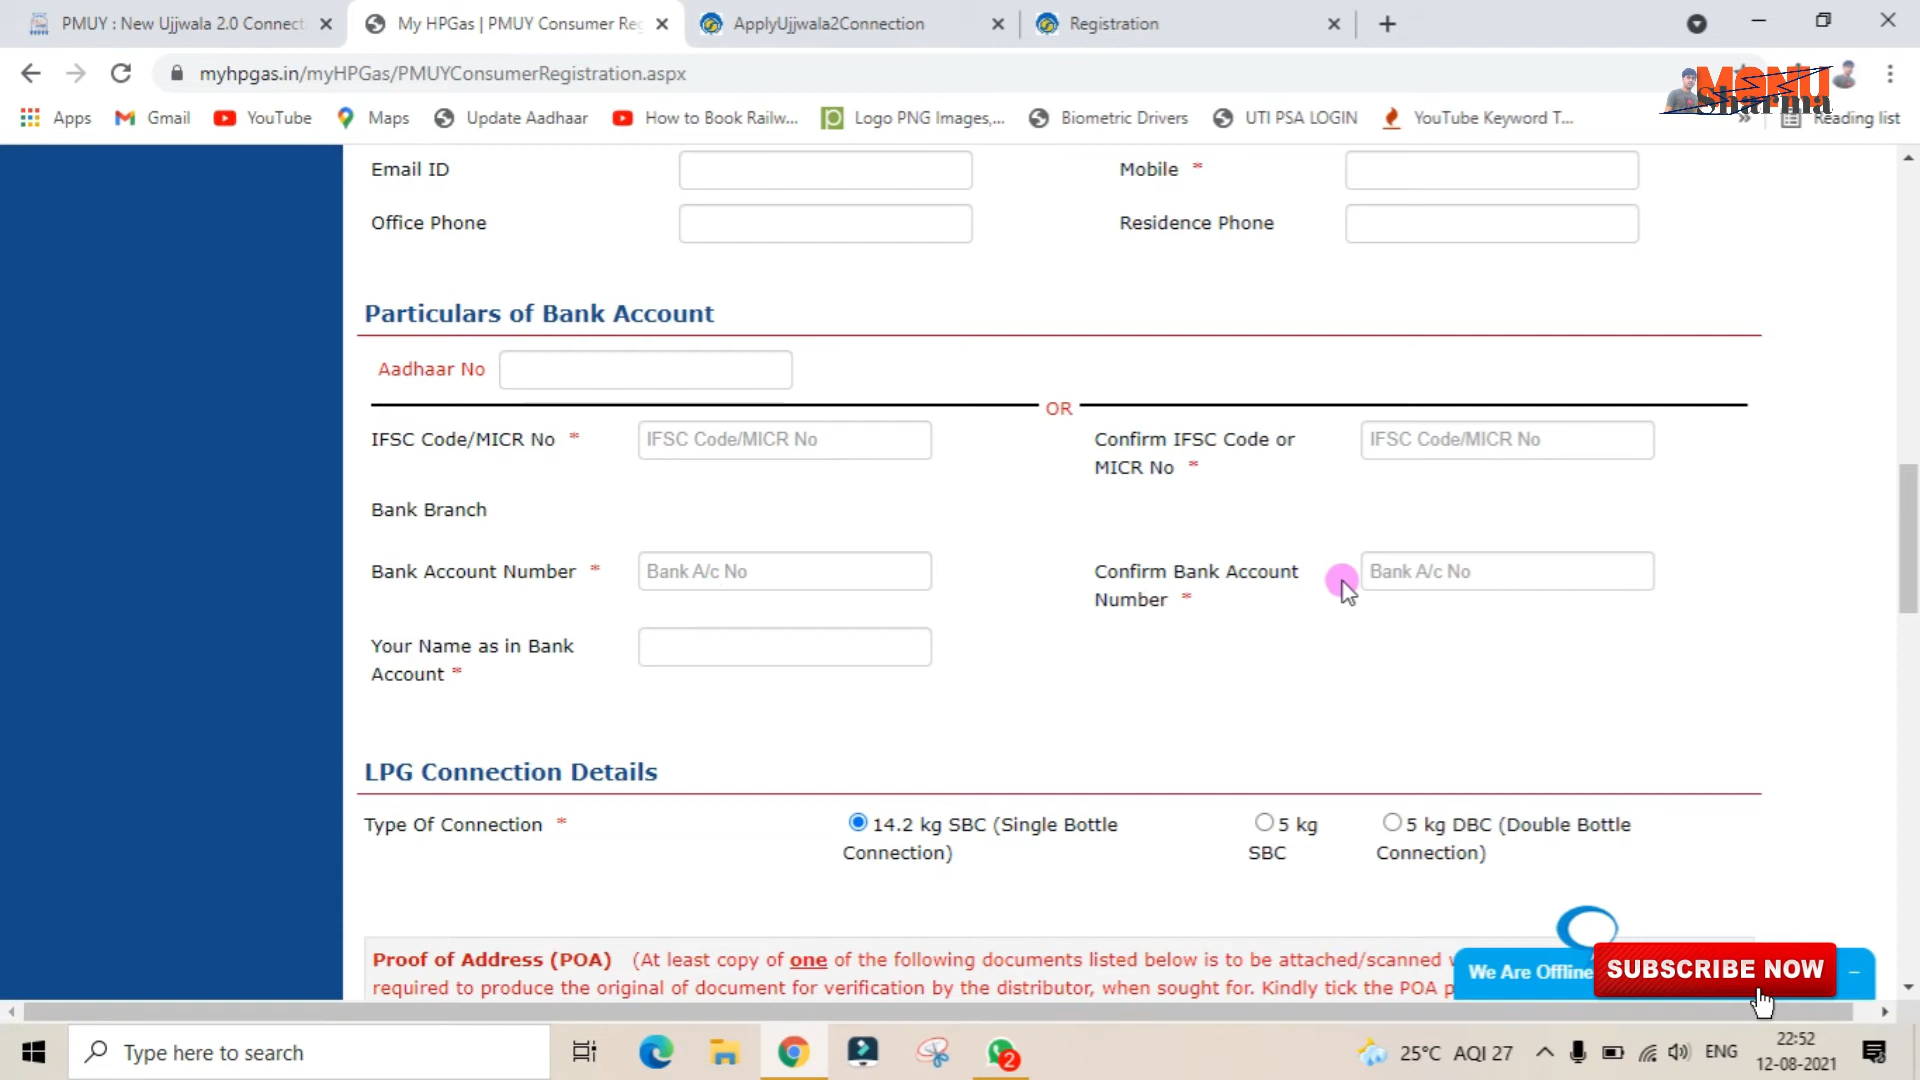 PMUY : New Ujjwala 2.0 Connect
My HPGas | PMUY Consumer Reg
ApplyUjjwala2Connection
Registration
myhpgas.in/myHPGas/PMUYConsumerRegistration.aspx
MONU
Sharma
Apps
Gmail
YouTube
Maps
Update Aadhaar
How to Book Railw...
Logo PNG Images,...
Biometric Drivers
UTI PSA LOGIN
YouTube Keyword T...
Reading list
Email ID
Mobile *
Office Phone
Residence Phone
Particulars of Bank Account
Aadhaar No
OR
IFSC Code/MICR No *
IFSC Code/MICR No
Confirm IFSC Code or
MICR No *
IFSC Code/MICR No
Bank Branch
Bank Account Number *
Bank A/c No
Confirm Bank Account
Number *
Bank A/c No
Your Name as in Bank
Account *
LPG Connection Details
Type Of Connection *
14.2 kg SBC (Single Bottle
Connection)
5 kg
SBC
5 kg DBC (Double Bottle
Connection)
Proof of Address (POA) (At least copy of one of the following documents listed below is to be attached/scanned
required to produce the original of document for verification by the distributor, when sought for. Kindly tick the POA
We Are Offline
SUBSCRIBE NOW
Type here to search
2
25°C AQI 27
ENG
22:52
12-08-2021